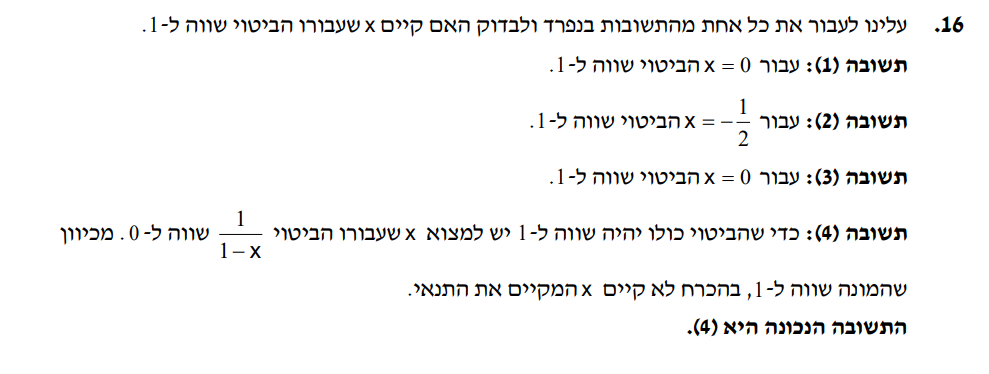 16. עלינו לעבור את כל אחת מהתשובות בנפרד ולבדוק האם קיים x שעבורו הביטוי שווה ל-1.
תשובה (1): עבור x = 0 הביטוי שווה ל-1.
תשובה (2): עבור x = −1/2 הביטוי שווה ל-1.
תשובה (3): עבור x = 0 הביטוי שווה ל-1.
תשובה (4): כדי שהביטוי כולו יהיה שווה ל-1 יש למצוא x שעבורו הביטוי 1/(1−x) שווה ל-0. מכיוון
שהמונה שווה ל-1, בהכרח לא קיים x המקיים את התנאי.
התשובה הנכונה היא (4).